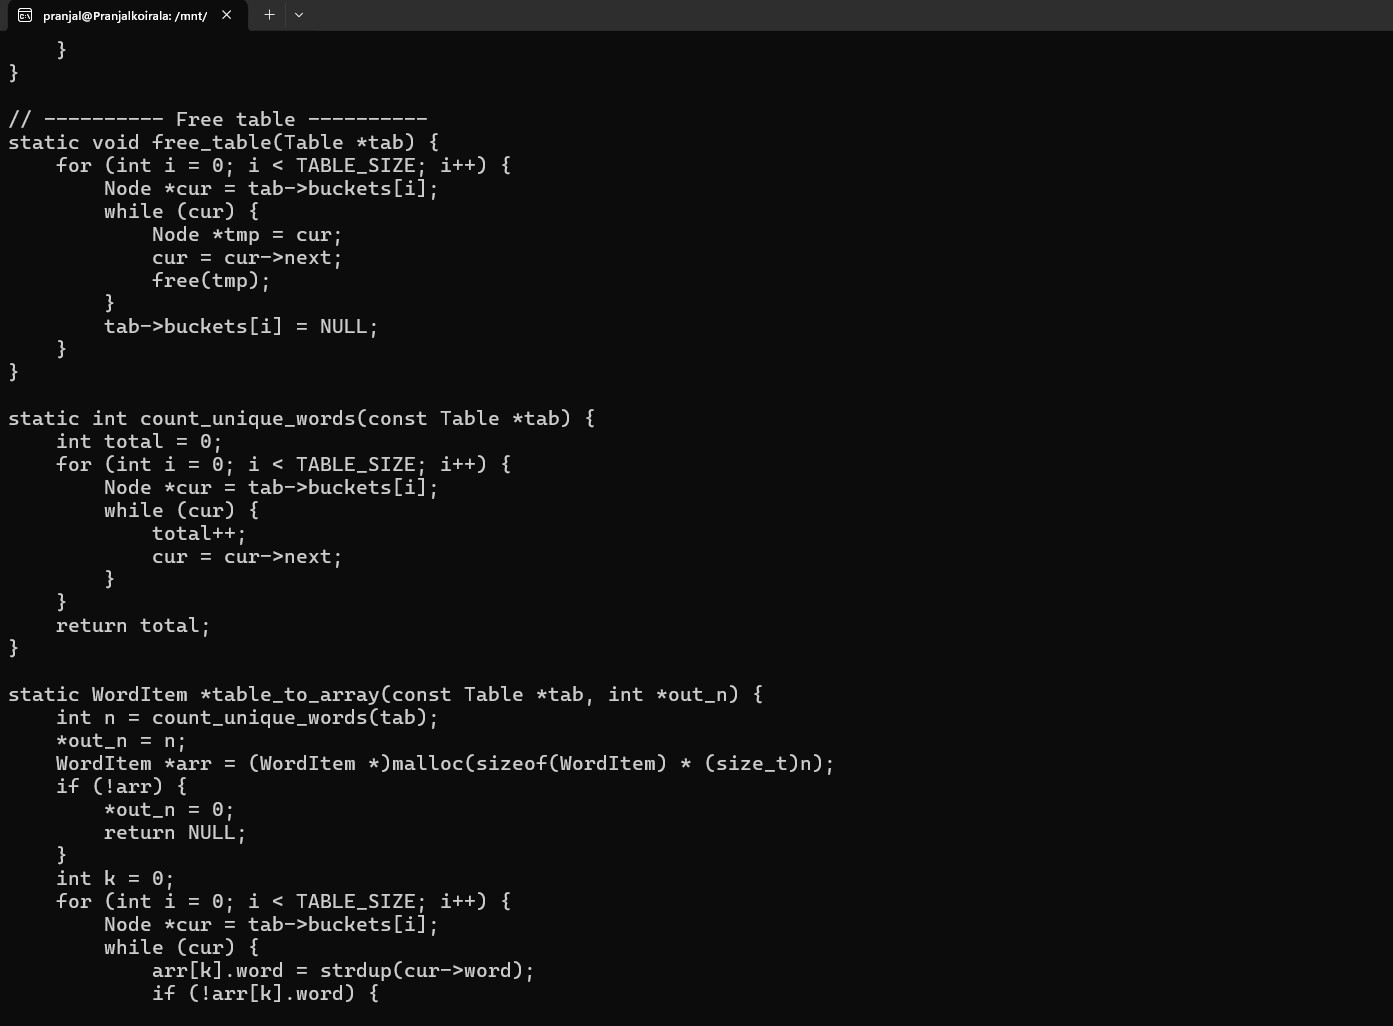 pranjal@Pranjalkoirala: /mnt/
    }
}

// ---------- Free table ----------
static void free_table(Table *tab) {
    for (int i = 0; i < TABLE_SIZE; i++) {
        Node *cur = tab->buckets[i];
        while (cur) {
            Node *tmp = cur;
            cur = cur->next;
            free(tmp);
        }
        tab->buckets[i] = NULL;
    }
}

static int count_unique_words(const Table *tab) {
    int total = 0;
    for (int i = 0; i < TABLE_SIZE; i++) {
        Node *cur = tab->buckets[i];
        while (cur) {
            total++;
            cur = cur->next;
        }
    }
    return total;
}

static WordItem *table_to_array(const Table *tab, int *out_n) {
    int n = count_unique_words(tab);
    *out_n = n;
    WordItem *arr = (WordItem *)malloc(sizeof(WordItem) * (size_t)n);
    if (!arr) {
        *out_n = 0;
        return NULL;
    }
    int k = 0;
    for (int i = 0; i < TABLE_SIZE; i++) {
        Node *cur = tab->buckets[i];
        while (cur) {
            arr[k].word = strdup(cur->word);
            if (!arr[k].word) {